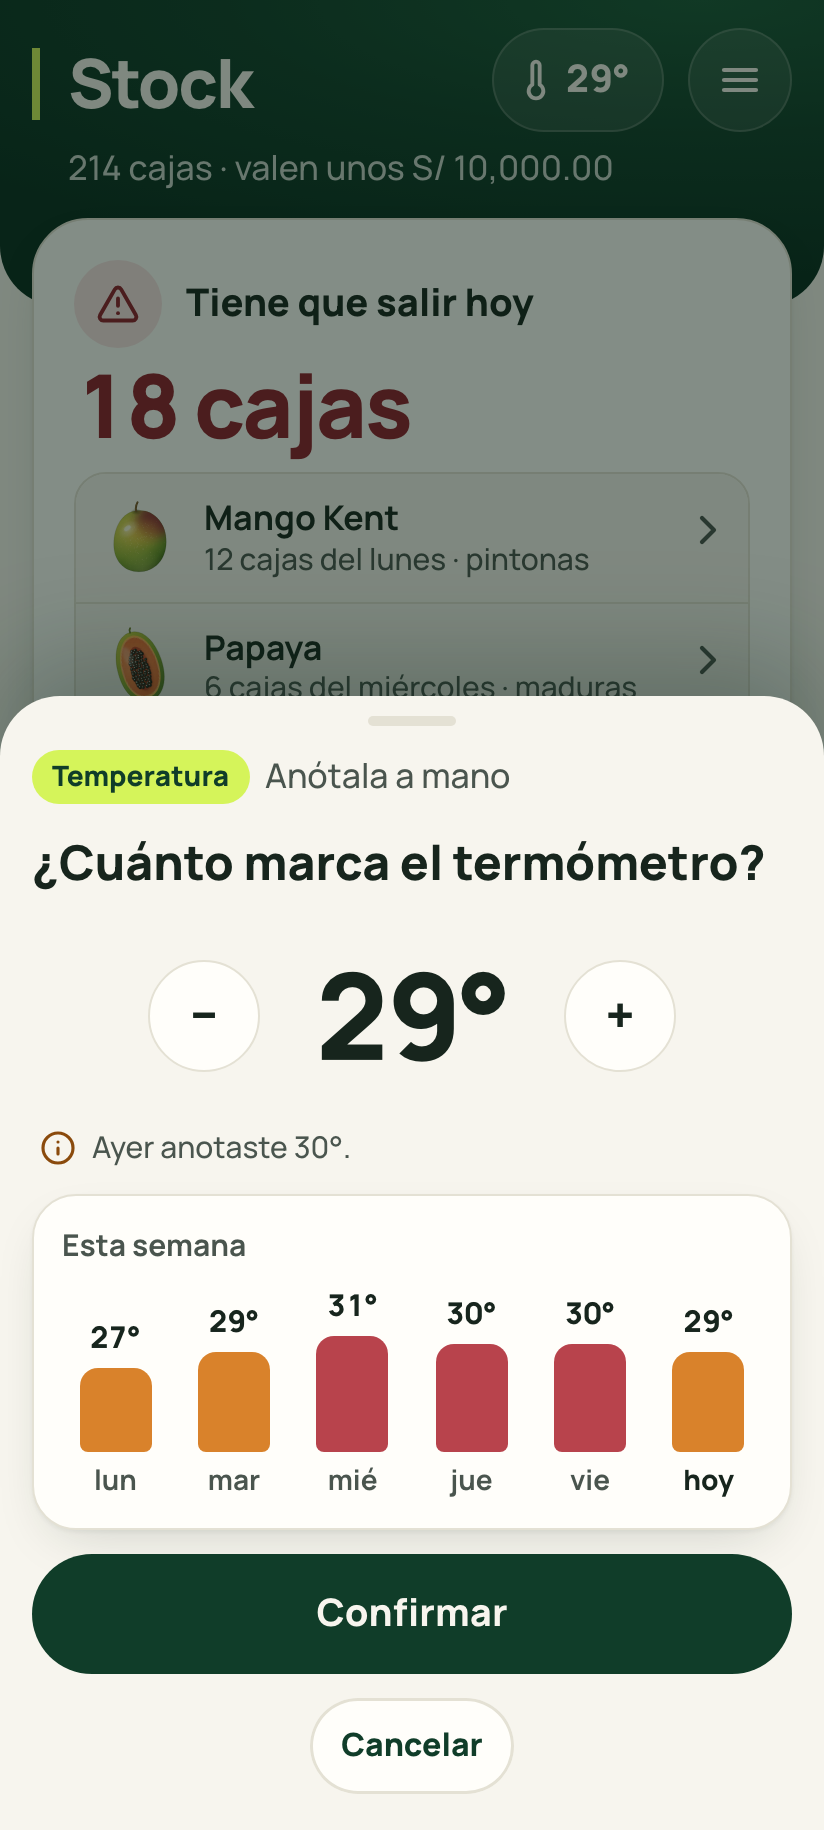 Stock
29°
214 cajas · valen unos S/ 10,000.00
Tiene que salir hoy
18 cajas
Mango Kent
12 cajas del lunes · pintonas
Papaya
6 cajas del miércoles · maduras
Temperatura Anótala a mano
¿Cuánto marca el termómetro?
− 29° +
Ayer anotaste 30°.
Esta semana
27° 29° 31° 30° 30° 29°
lun mar mié jue vie hoy
Confirmar
Cancelar